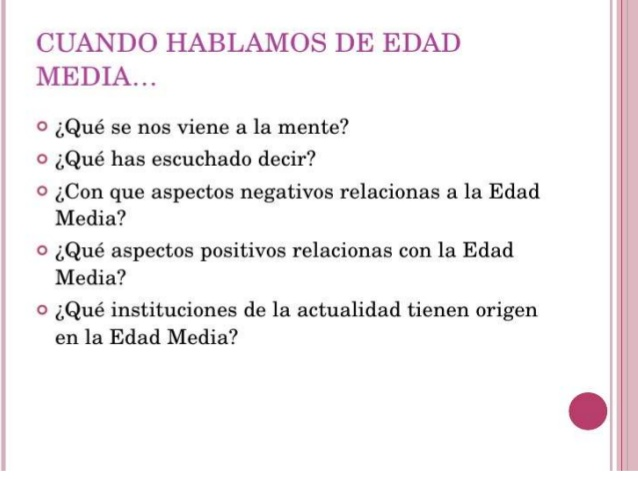 CUANDO HABLAMOS DE EDAD
MEDIA...
¿Qué se nos viene a la mente?
¿Qué has escuchado decir?
¿Con que aspectos negativos relacionas a la Edad
Media?
¿Qué aspectos positivos relacionas con la Edad
Media?
¿Qué instituciones de la actualidad tienen origen
en la Edad Media?